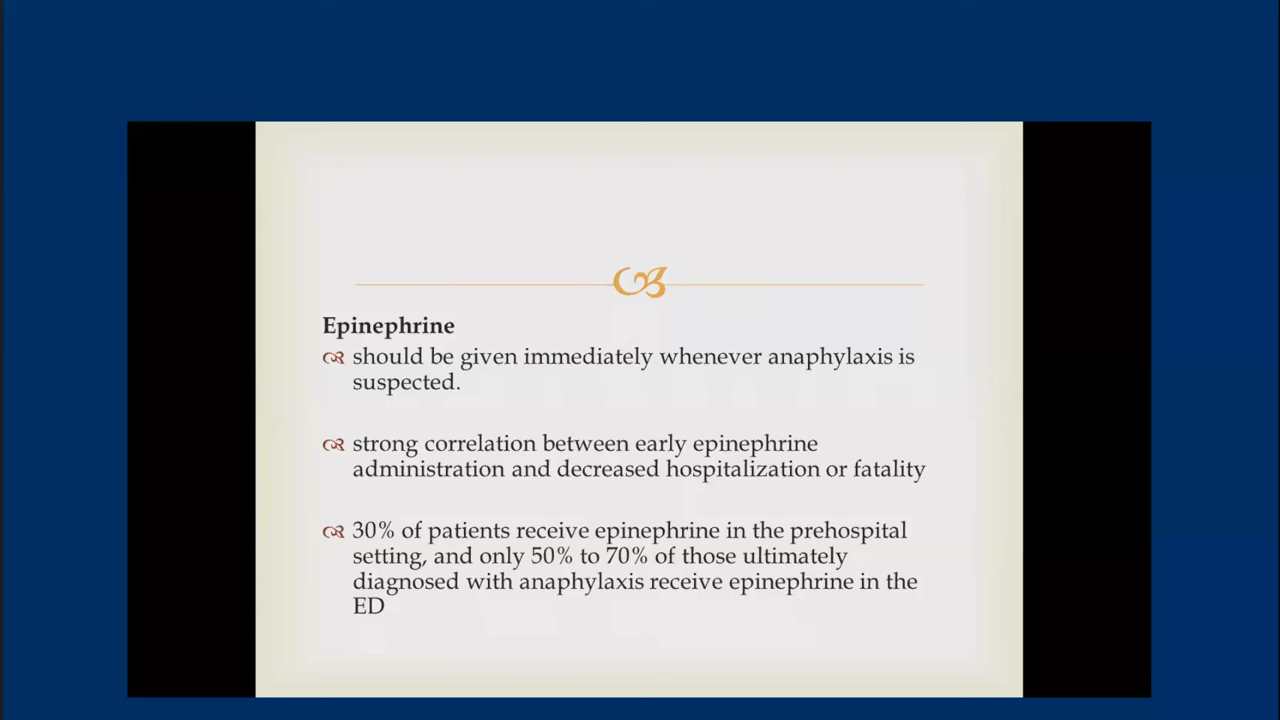 Epinephrine
should be given immediately whenever anaphylaxis is
suspected.
strong correlation between early epinephrine
administration and decreased hospitalization or fatality
30% of patients receive epinephrine in the prehospital
setting, and only 50% to 70% of those ultimately
diagnosed with anaphylaxis receive epinephrine in the
ED